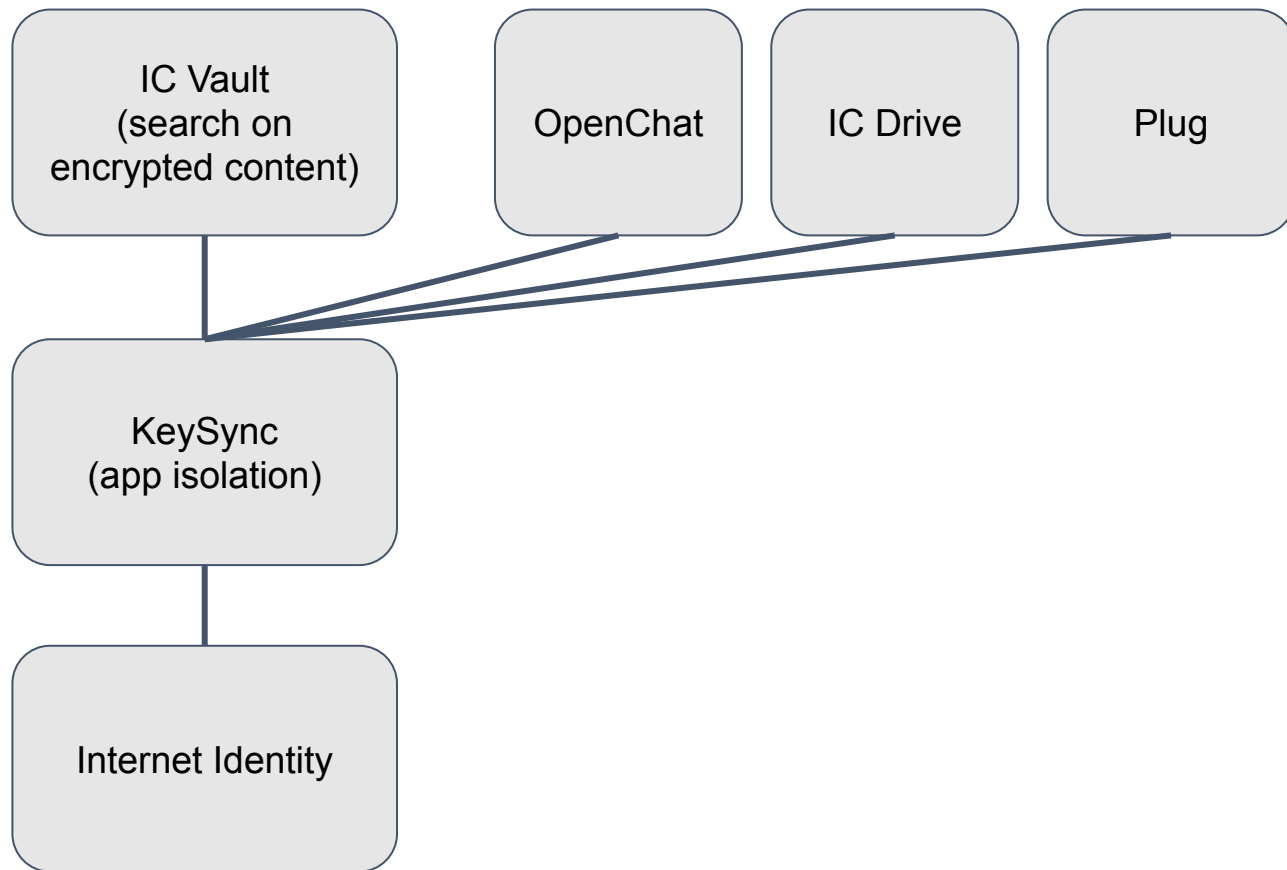 IC Vault
(search on
encrypted content)
OpenChat
IC Drive
Plug
KeySync
(app isolation)
Internet Identity